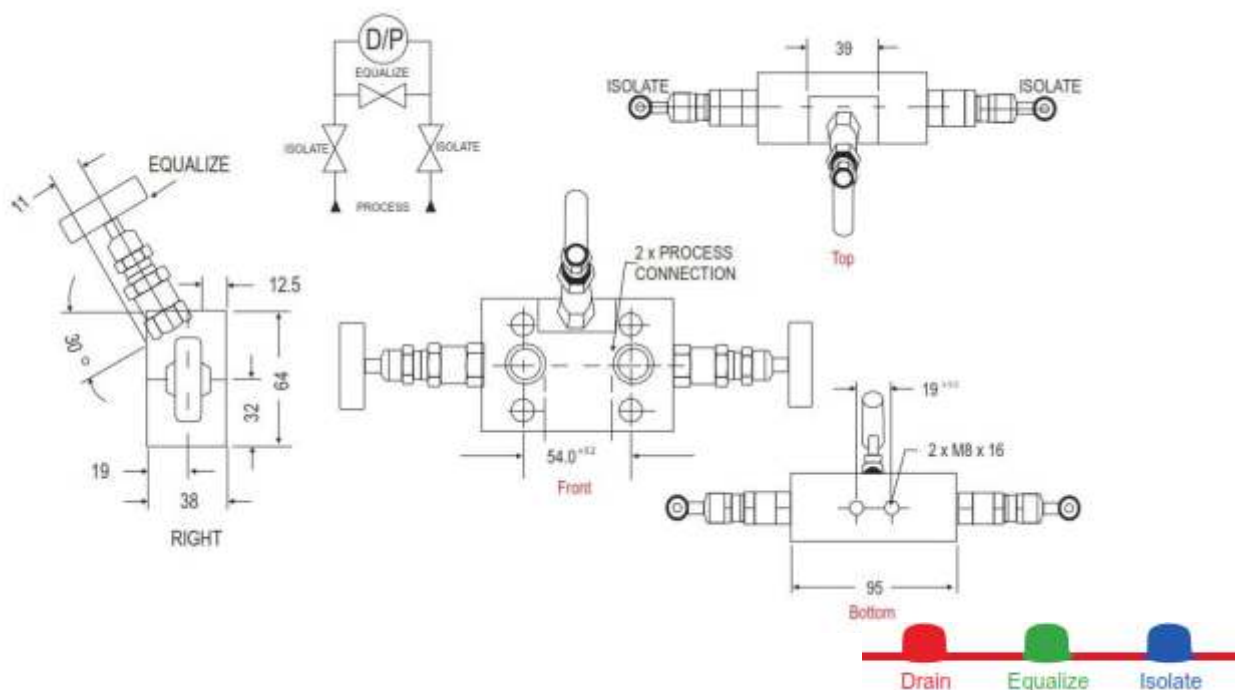 D/P
EQUALIZE
ISOLATE
ISOLATE
PROCESS
39
ISOLATE
ISOLATE
Top
EQUALIZE
11
12.5
30 °
64
32
19
38
RIGHT
2 x PROCESS
CONNECTION
54.0
Front
19
2 x M8 x 16
95
Bottom
Drain
Equalize
Isolate